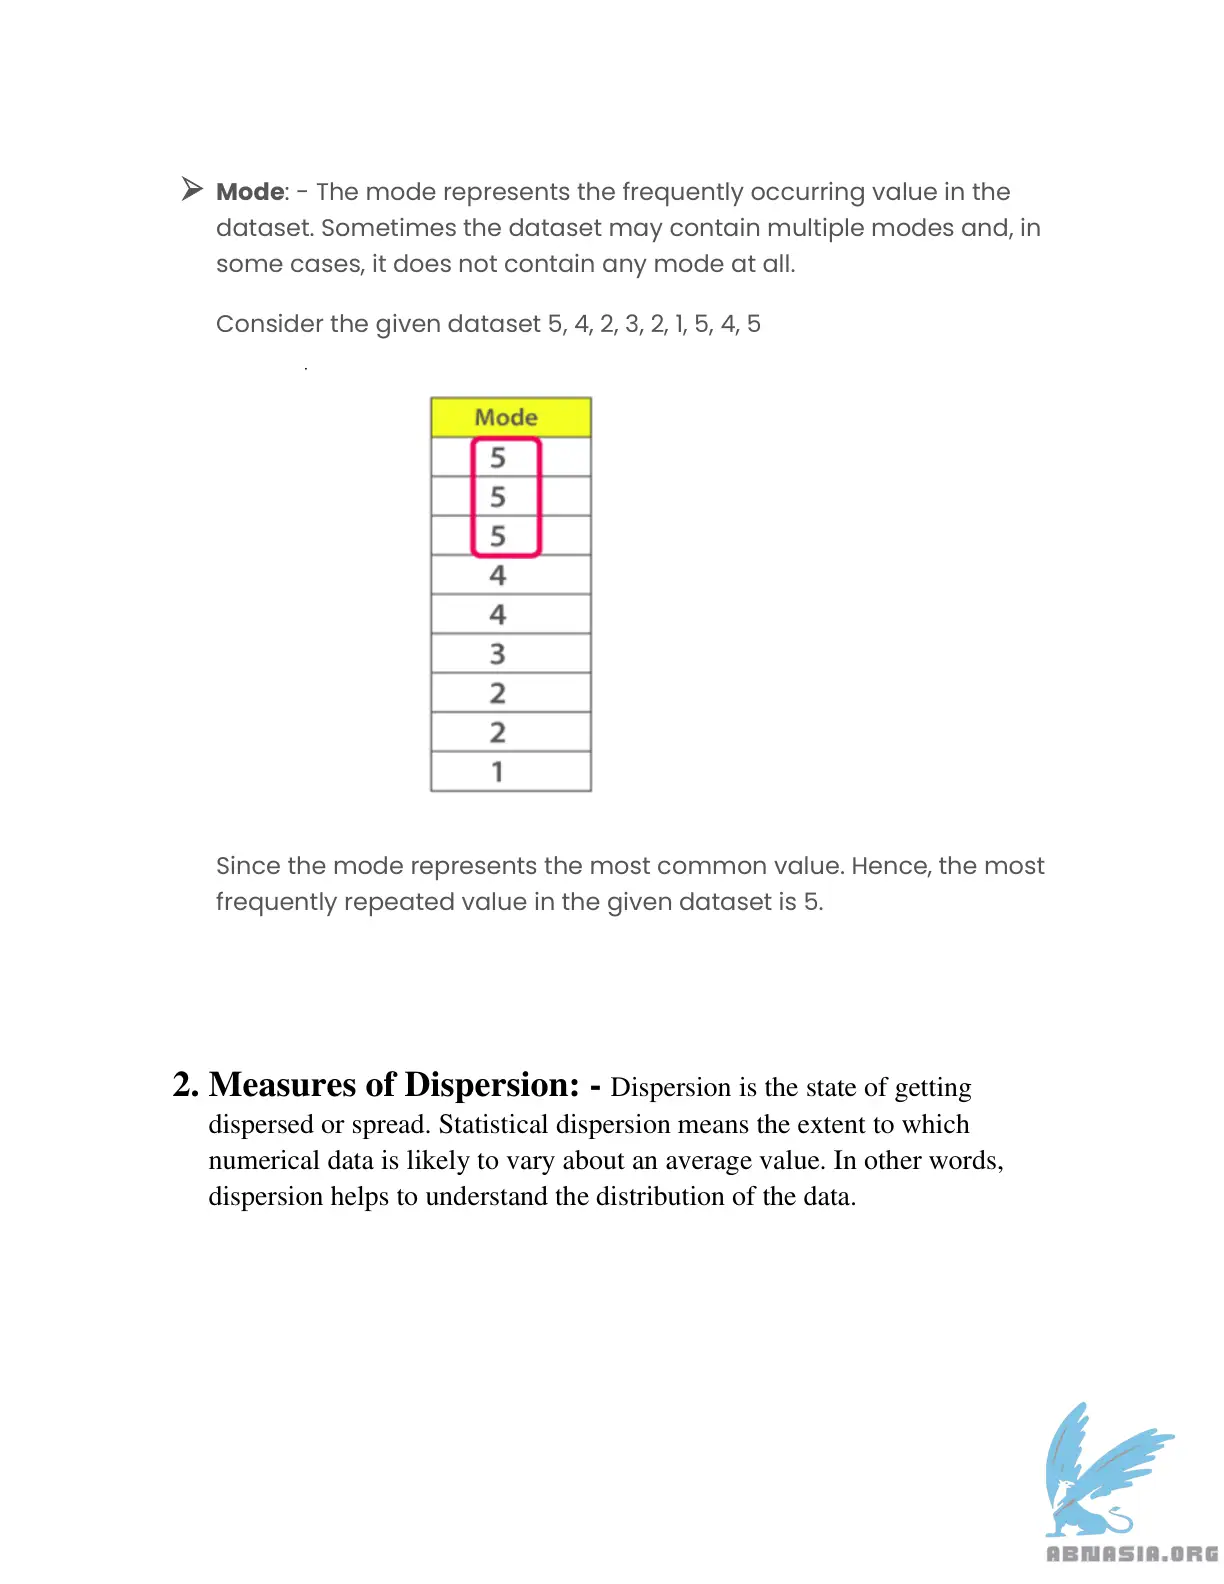 ➢ Mode: - The mode represents the frequently occurring value in the
dataset. Sometimes the dataset may contain multiple modes and, in
some cases, it does not contain any mode at all.
Consider the given dataset 5, 4, 2, 3, 2, 1, 5, 4, 5
.
Mode
5
5
5
4
4
3
2
2
1
Since the mode represents the most common value. Hence, the most
frequently repeated value in the given dataset is 5.
2. Measures of Dispersion: - Dispersion is the state of getting
dispersed or spread. Statistical dispersion means the extent to which
numerical data is likely to vary about an average value. In other words,
dispersion helps to understand the distribution of the data.
ABNASIA.ORG